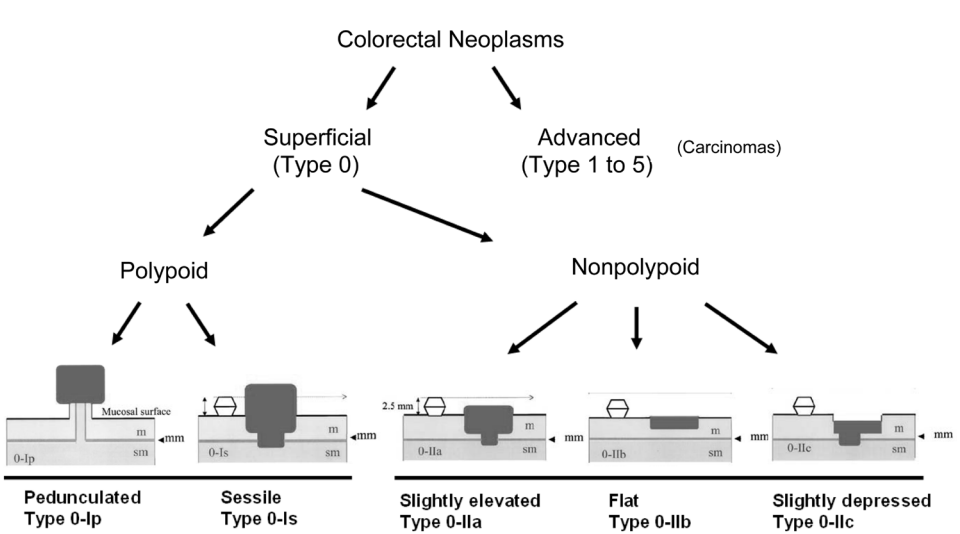 Colorectal Neoplasms
Superficial
(Type 0)
Advanced
(Type 1 to 5)
(Carcinomas)
Polypoid
Nonpolypoid
Mucosal surface
m
mm
sm
0-Ip
m
mm
sm
0-Is
2.5 mm
m
mm
sm
0-IIa
m
mm
sm
0-IIb
m
mm
sm
0-IIc
Pedunculated
Type 0-Ip
Sessile
Type 0-Is
Slightly elevated
Type 0-IIa
Flat
Type 0-IIb
Slightly depressed
Type 0-IIc